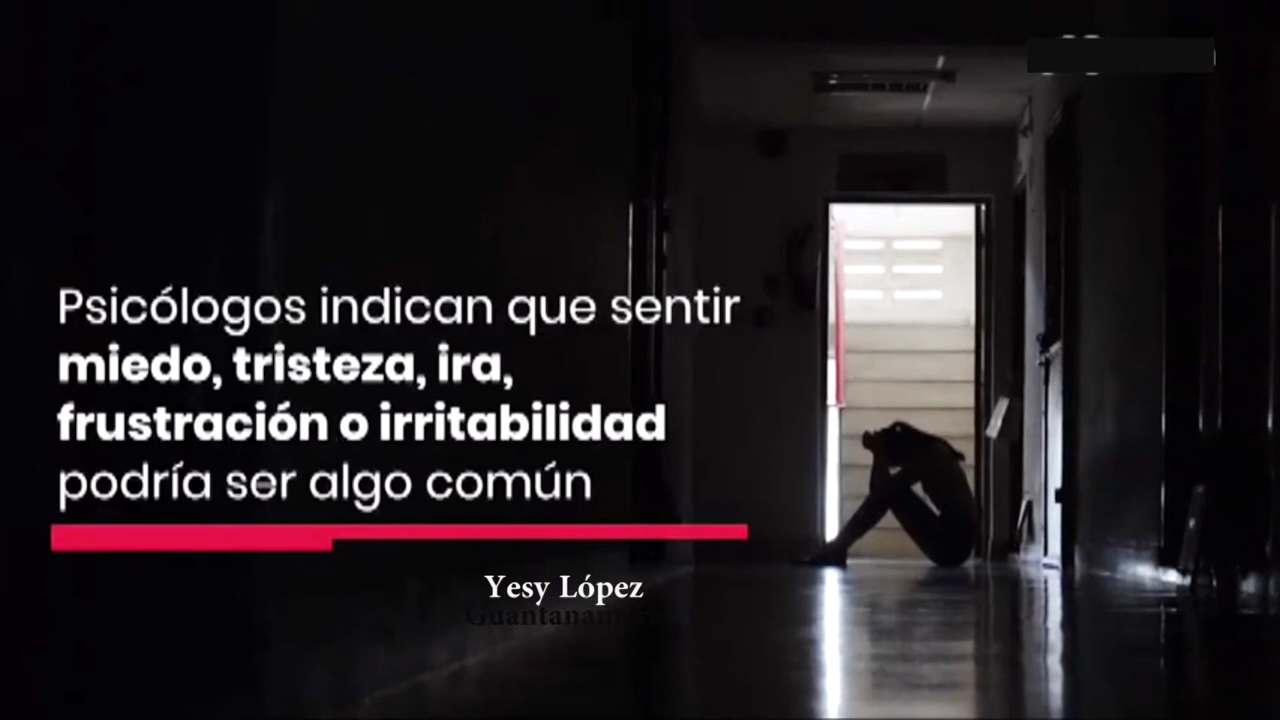 Psicólogos indican que sentir
miedo, tristeza, ira,
frustración o irritabilidad
podría ser algo común
Yesy López